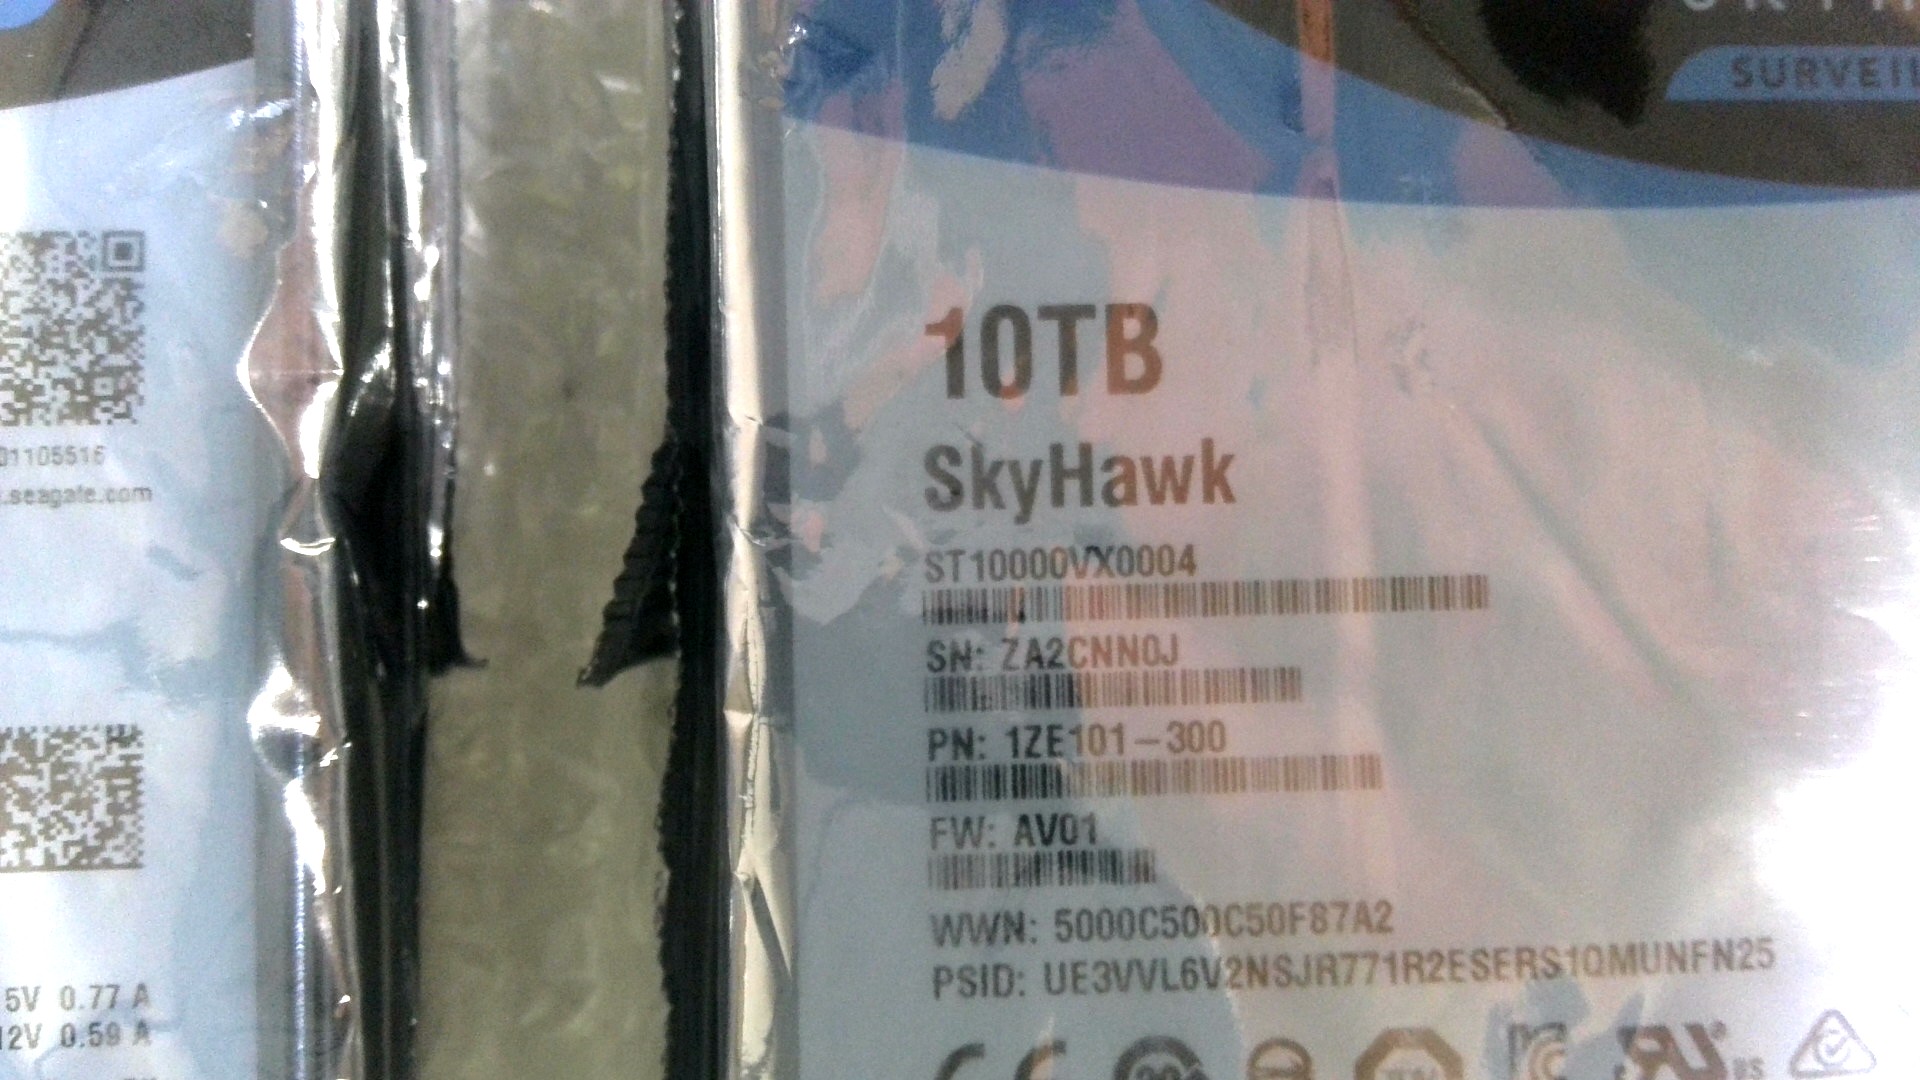 SURVEIL
01105516
.seagate.com
5V 0.77 A
12V 0.59 A
10TB
SkyHawk
ST10000VX0004
SN: ZA2CNN0J
PN: 1ZE101-300
FW: AV01
WWN: 5000C500C50F87A2
PSID: UE3VVL6V2NSJR771R2ESERS1QMUNFN25